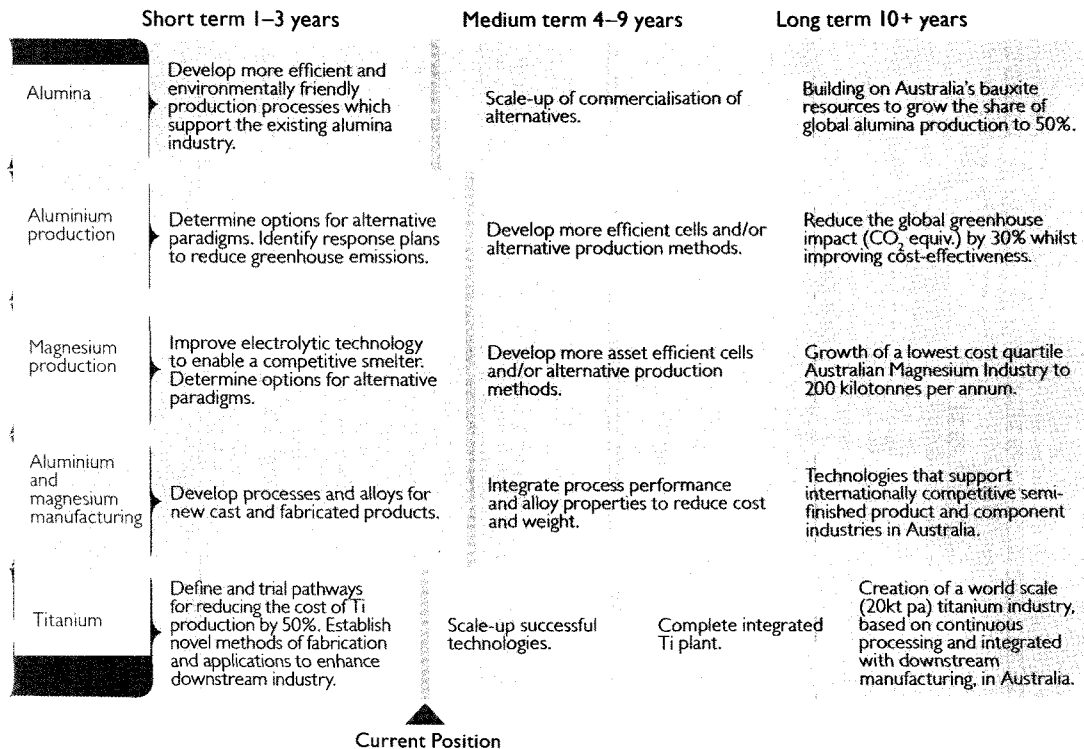 Short term 1–3 years
Medium term 4–9 years
Long term 10+ years
Alumina
Develop more efficient and
environmentally friendly
production processes which
support the existing alumina
industry.
Scale-up of commercialisation of
alternatives.
Building on Australia's bauxite
resources to grow the share of
global alumina production to 50%.
Aluminium
production
Determine options for alternative
paradigms. Identify response plans
to reduce greenhouse emissions.
Develop more efficient cells and/or
alternative production methods.
Reduce the global greenhouse
impact (CO₂ equiv.) by 30% whilst
improving cost-effectiveness.
Magnesium
production
Improve electrolytic technology
to enable a competitive smelter.
Determine options for alternative
paradigms.
Develop more asset efficient cells
and/or alternative production
methods.
Growth of a lowest cost quartile
Australian Magnesium Industry to
200 kilotonnes per annum.
Aluminium
and
magnesium
manufacturing
Develop processes and alloys for
new cast and fabricated products.
Integrate process performance
and alloy properties to reduce cost
and weight.
Technologies that support
internationally competitive semi-
finished product and component
industries in Australia.
Titanium
Define and trial pathways
for reducing the cost of Ti
production by 50%. Establish
novel methods of fabrication
and applications to enhance
downstream industry.
Scale-up successful
technologies.
Complete integrated
Ti plant.
Creation of a world scale
(20kt pa) titanium industry,
based on continuous
processing and integrated
with downstream
manufacturing, in Australia.
Current Position